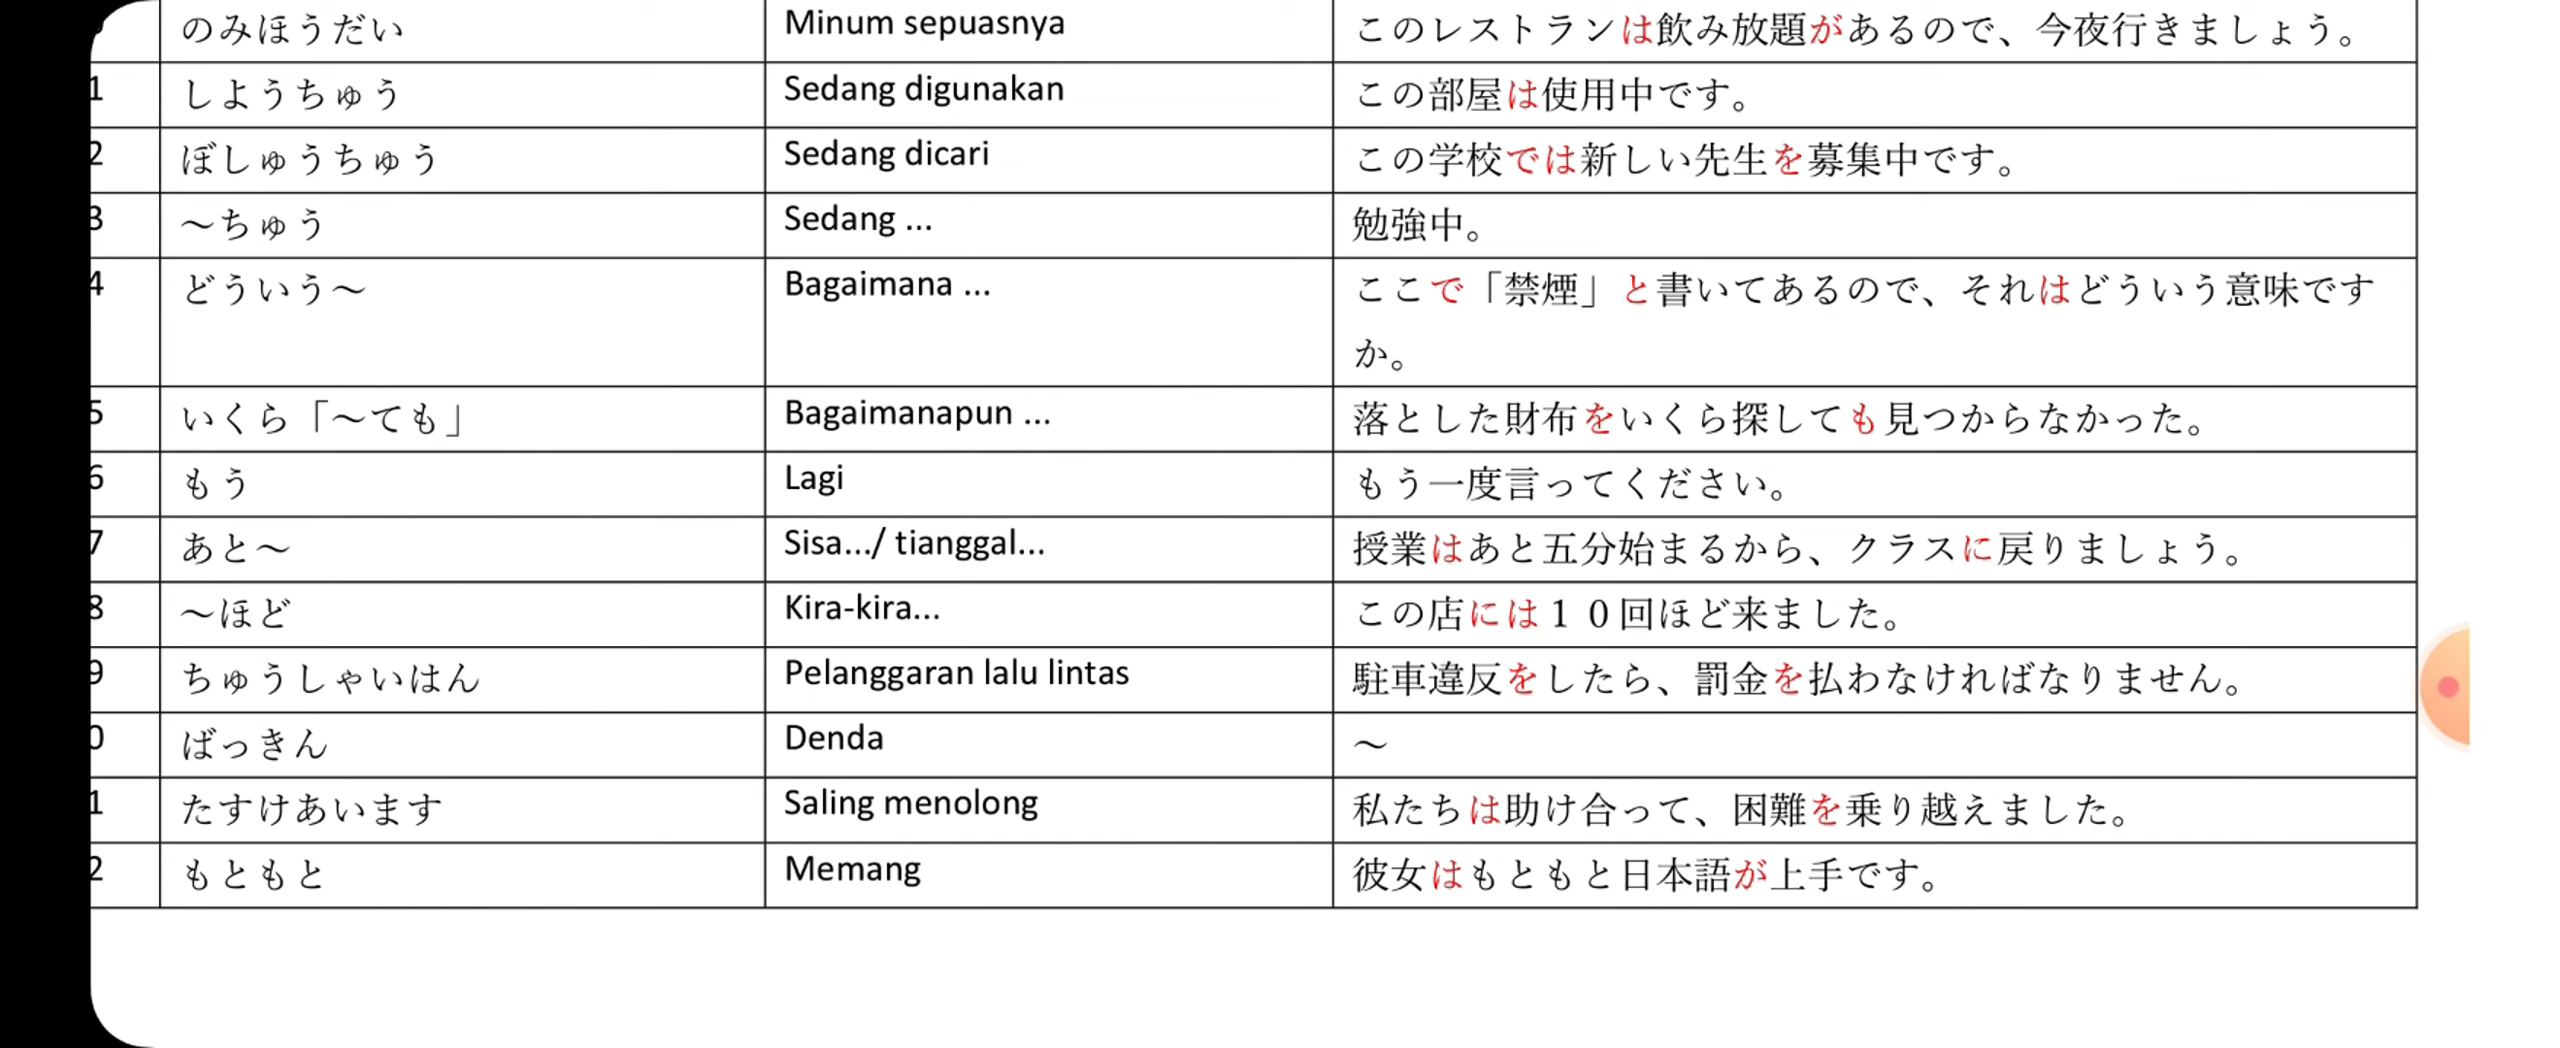 のみほうだい Minum sepuasnya このレストランは飲み放題があるので、今夜行きましょう。
1 しようちゅう Sedang digunakan この部屋は使用中です。
2 ぼしゅうちゅう Sedang dicari この学校では新しい先生を募集中です。
3 ～ちゅう Sedang ... 勉強中。
4 どういう～ Bagaimana ... ここで「禁煙」と書いてあるので、それはどういう意味です
か。
5 いくら「～ても」 Bagaimanapun ... 落とした財布をいくら探しても見つからなかった。
6 もう Lagi もう一度言ってください。
7 あと～ Sisa.../ tianggal... 授業はあと五分始まるから、クラスに戻りましょう。
8 ～ほど Kira-kira... この店には１０回ほど来ました。
9 ちゅうしゃいはん Pelanggaran lalu lintas 駐車違反をしたら、罰金を払わなければなりません。
0 ばっきん Denda ～
1 たすけあいます Saling menolong 私たちは助け合って、困難を乗り越えました。
2 もともと Memang 彼女はもともと日本語が上手です。